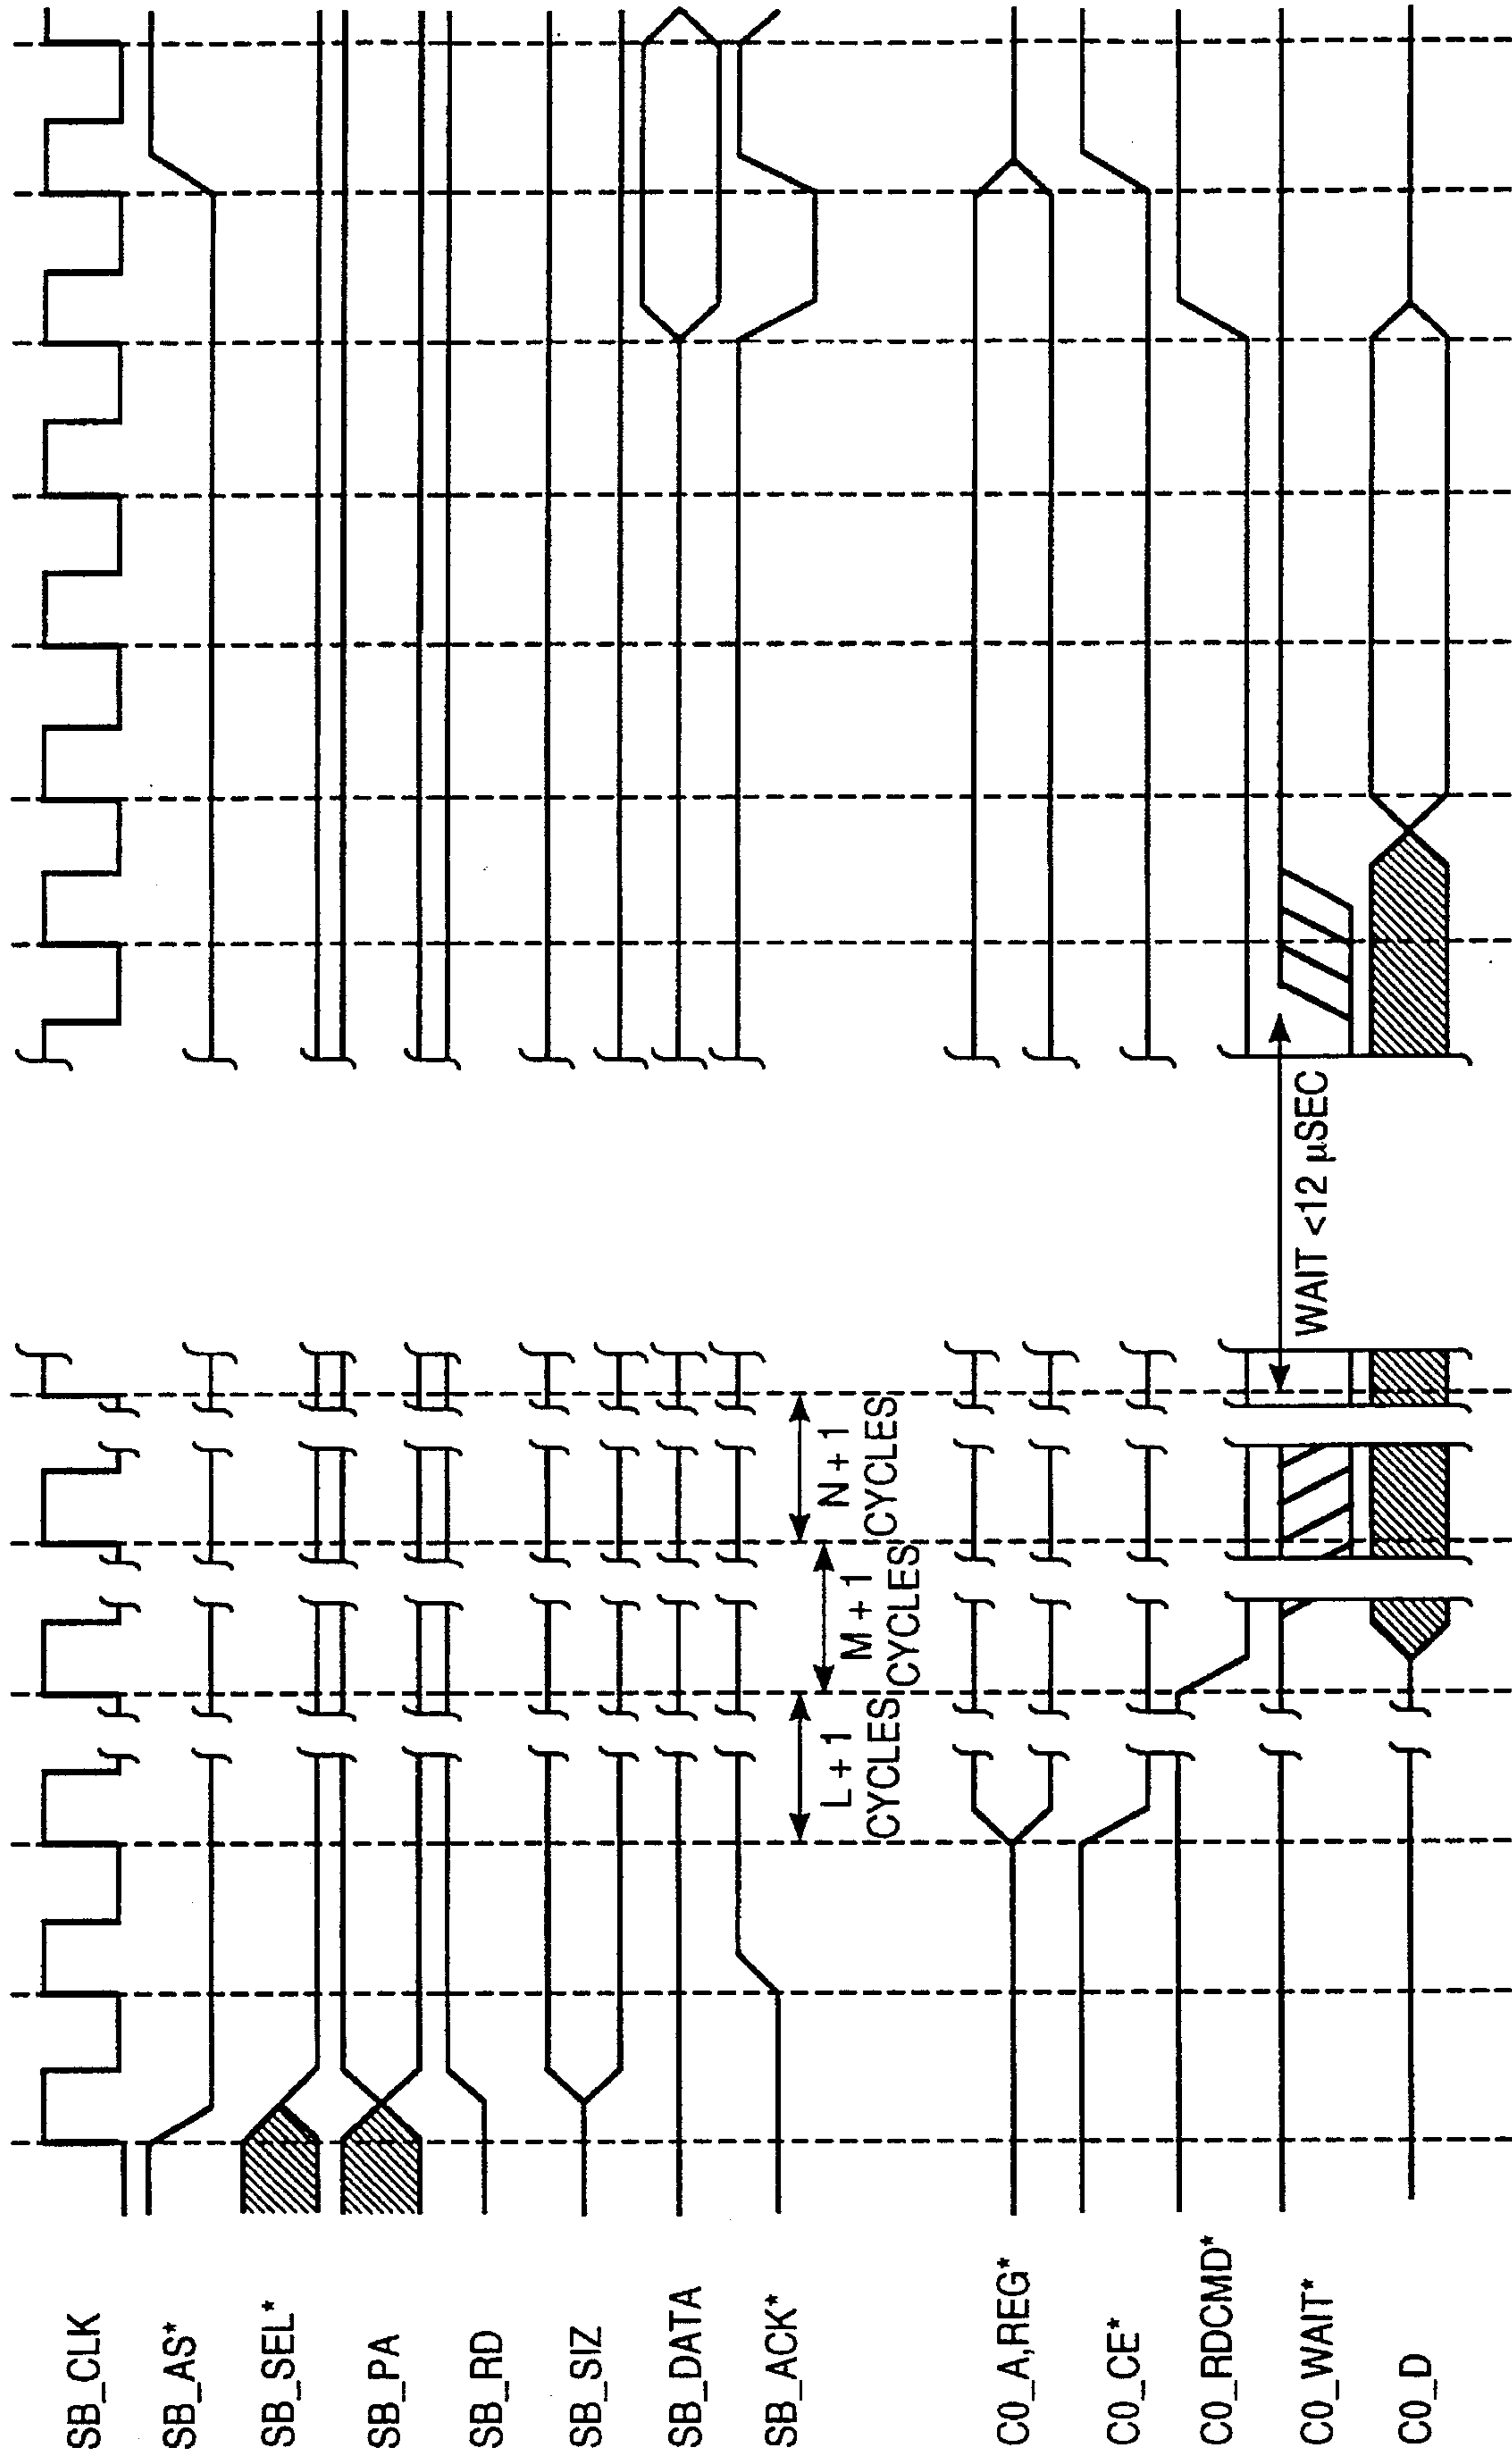 SB_CLK
SB_AS*
SB_SEL*
SB_PA
SB_RD
SB_SIZ
SB_DATA
SB_ACK*
L+1
CYCLES
M+1
CYCLES
N+1
CYCLES
C0_A,REG*
C0_CE*
C0_RDCMD*
C0_WAIT*
WAIT <12 µSEC
C0_D